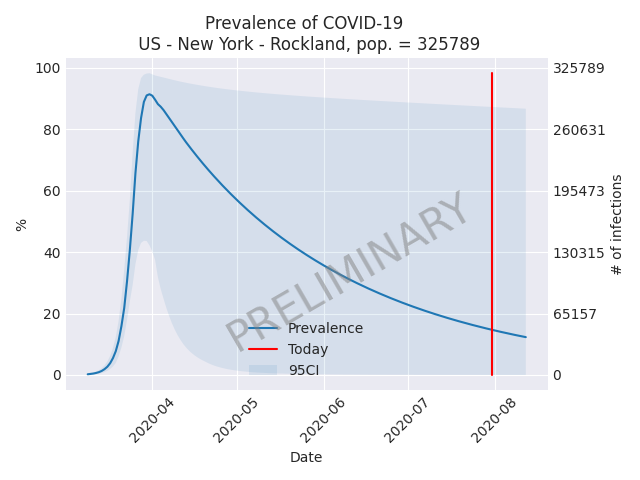 Prevalence of COVID-19
US - New York - Rockland, pop. = 325789
100
80
60
40
20
0
%
325789
260631
195473
130315
65157
0
# of infections
PRELIMINARY
Prevalence
Today
95CI
2020-04
2020-05
2020-06
2020-07
2020-08
Date